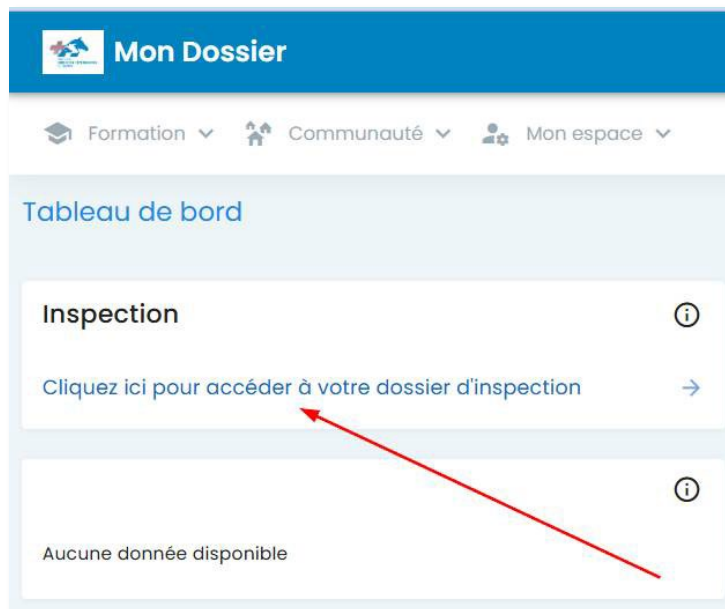 Mon Dossier
Formation Communauté Mon espace
Tableau de bord
Inspection
Cliquez ici pour accéder à votre dossier d'inspection
Aucune donnée disponible